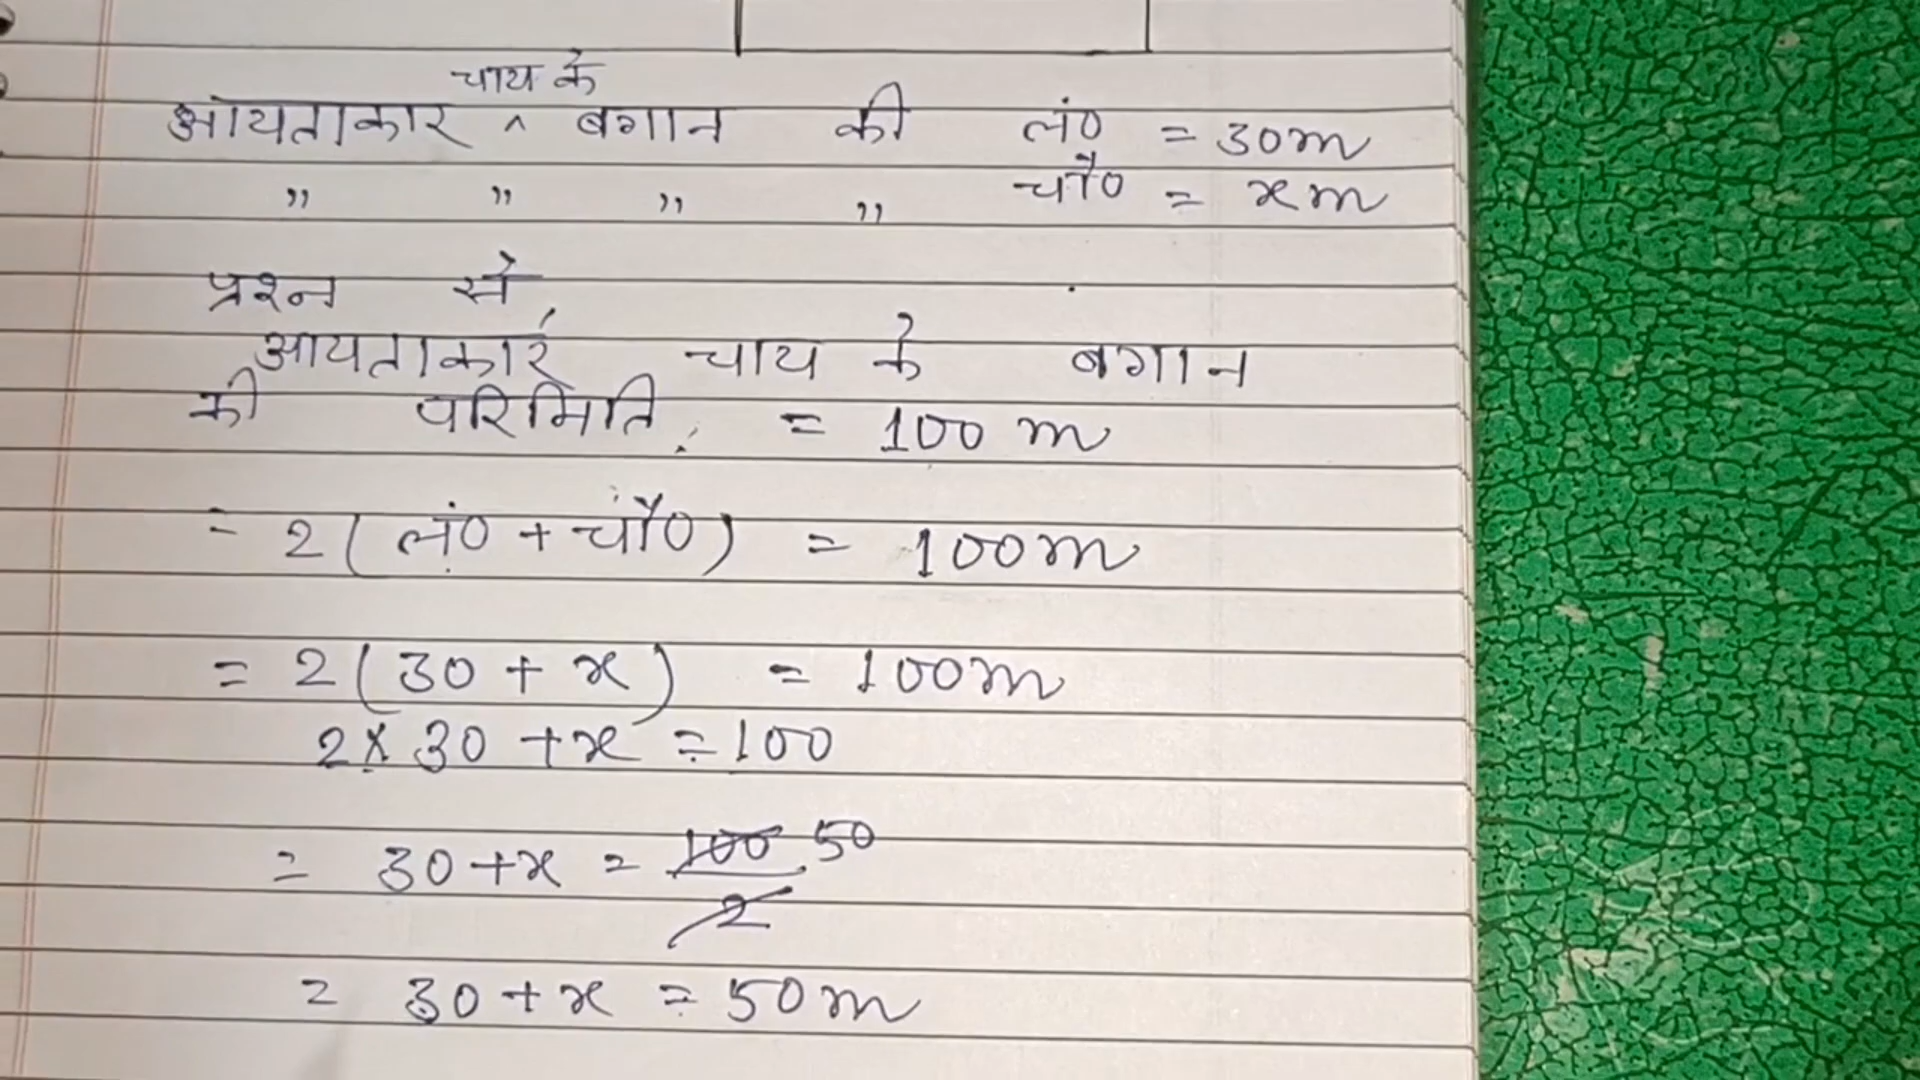 चाय के
आयताकार ^ बगान की लं० = 30m
" " " " चौ० = xm
प्रश्न से,
आयताकार चाय के बगान
की परिमिति = 100 m
= 2(लं० + चौ०) = 100m
= 2(30 + x) = 100m
2 x 30 + x = 100
= 30 + x = 100 50
2
= 30 + x = 50m